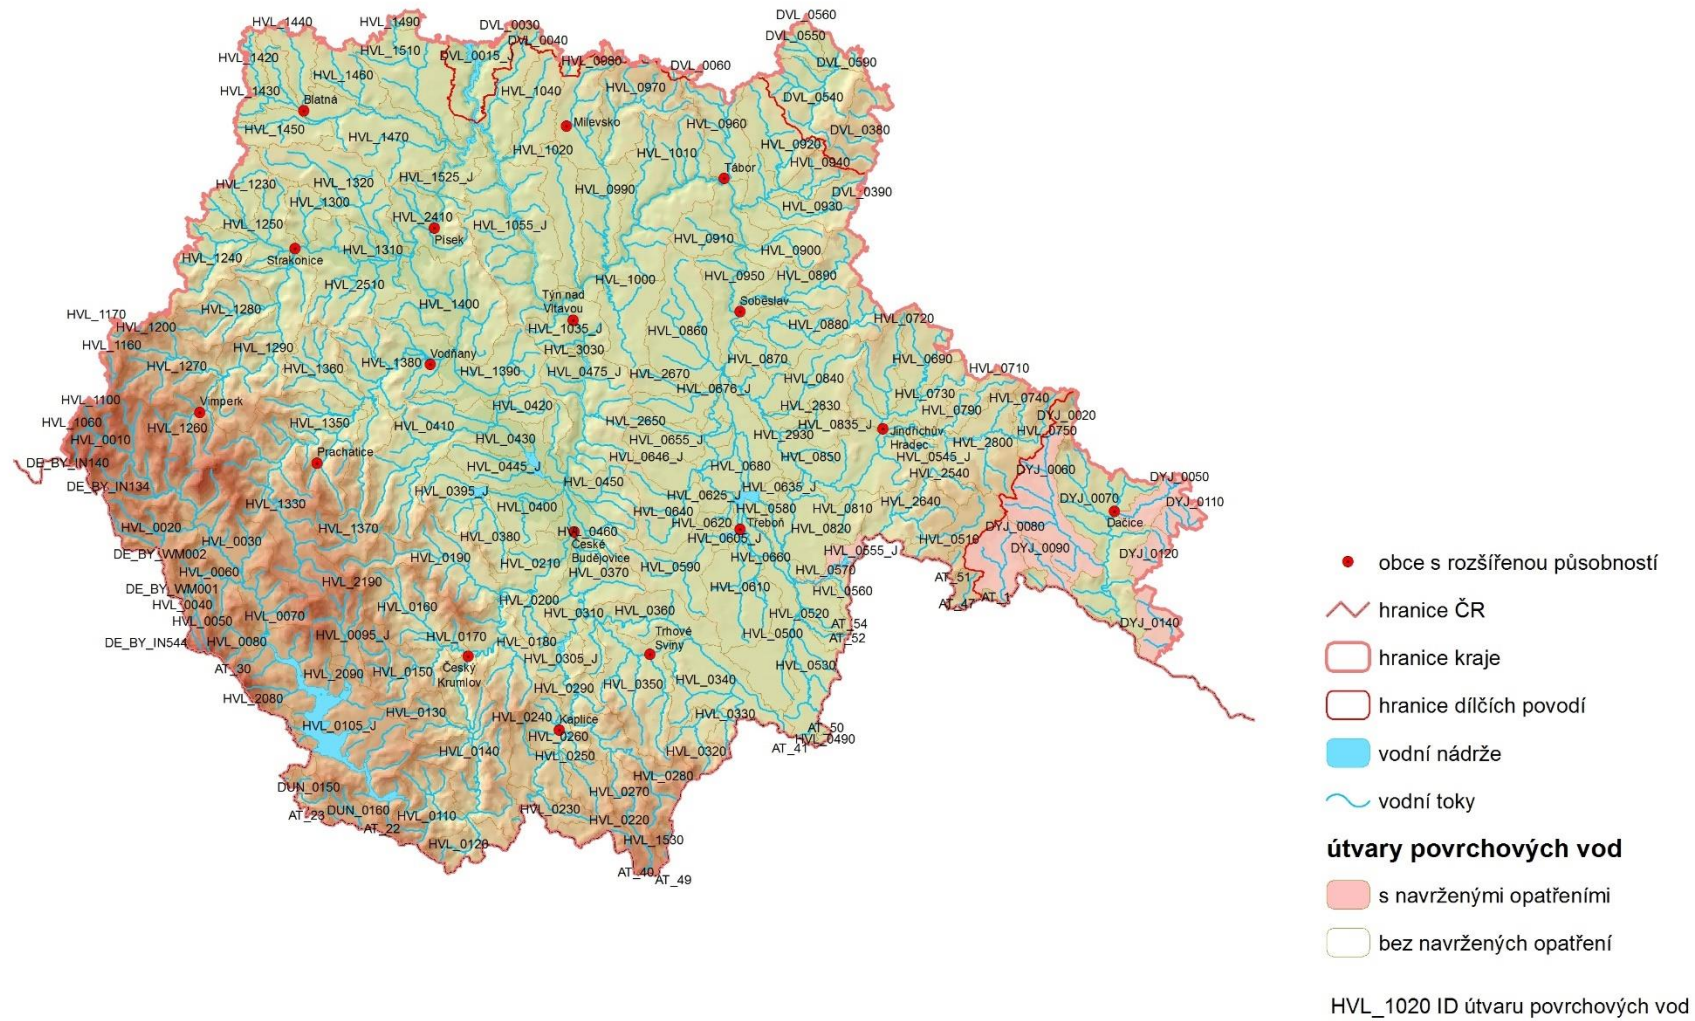 HVL_1440
HVL_1490
DVL_0030
DVL_0560
DVL_0550
DVL_0040
HVL_1420
HVL_1510
DVL_0015_J
HVL_0980
DVL_0060
DVL_0590
HVL_1460
HVL_1430
HVL_1040
HVL_0970
DVL_0540
Blatná
Milevsko
HVL_1450
HVL_1470
HVL_0960
DVL_0380
HVL_1020
HVL_1010
HVL_0920
HVL_0940
Tábor
HVL_1230
HVL_1320
HVL_1525_J
HVL_0990
DVL_0390
HVL_1300
HVL_0930
HVL_1250
HVL_2410
HVL_1055_J
Písek
HVL_0910
HVL_1240
Strakonice
HVL_1310
HVL_0900
HVL_2510
HVL_1000
HVL_0950
HVL_0890
Týn nad
Vltavou
HVL_1280
HVL_1400
Soběslav
HVL_1170
HVL_1200
HVL_1035_J
HVL_0860
HVL_0880
HVL_0720
HVL_1160
HVL_1290
HVL_3030
Vodňany
HVL_1270
HVL_1360
HVL_1380
HVL_1390
HVL_0475_J
HVL_2670
HVL_0870
HVL_0690
HVL_0710
HVL_0676_J
HVL_0840
HVL_1100
Vimperk
HVL_0420
HVL_2830
HVL_0730
HVL_0740
HVL_0790
HVL_1060
HVL_1260
HVL_1350
HVL_0410
HVL_2650
HVL_0835_J
DYJ_0020
HVL_0010
HVL_0430
HVL_0655_J
HVL_2930
Jindřichův
Hradec
HVL_2800
HVL_0750
Prachatice
HVL_0646_J
HVL_0850
HVL_0545_J
DE_BY_IN140
HVL_0445_J
HVL_0680
HVL_2540
DYJ_0060
DYJ_0050
DE_BY_IN134
HVL_0395_J
HVL_0450
HVL_0625_J
HVL_0635_J
HVL_1330
HVL_0400
HVL_0640
HVL_0580
HVL_0810
HVL_2640
DYJ_0070
DYJ_0110
HVL_0020
HVL_1370
HVL_0380
HVL_0460
HVL_0620
Třeboň
HVL_0820
DYJ_0080
Dačice
HVL_0030
České
Budějovice
HVL_0605_J
HVL_0510
DE_BY_WM002
HVL_0190
HVL_0210
HVL_0590
HVL_0660
HVL_0555_J
DYJ_0090
DYJ_0120
HVL_0060
HVL_0370
HVL_0570
DE_BY_WM001
HVL_2190
HVL_0610
HVL_0560
AT_51
HVL_0040
HVL_0160
HVL_0200
AT_47
AT_1
HVL_0050
HVL_0070
HVL_0310
HVL_0360
HVL_0520
AT_54
DYJ_0140
DE_BY_IN544
HVL_0080
HVL_0095_J
HVL_0170
HVL_0180
Trhové
Sviny
HVL_0500
AT_52
AT_30
HVL_2090
HVL_0150
Český
Krumlov
HVL_0305_J
HVL_0530
HVL_2080
HVL_0290
HVL_0350
HVL_0340
HVL_0105_J
HVL_0130
HVL_0240
Kaplice
HVL_0330
AT_50
HVL_0260
HVL_0490
HVL_0140
HVL_0250
HVL_0320
AT_41
DUN_0150
HVL_0280
HVL_0270
AT_23
DUN_0160
HVL_0110
HVL_0230
HVL_0220
AT_22
HVL_0120
HVL_1530
AT_40
AT_49
obce s rozšířenou působností
hranice ČR
hranice kraje
hranice dílčích povodí
vodní nádrže
vodní toky
útvary povrchových vod
s navrženými opatřeními
bez navržených opatření
HVL_1020 ID útvaru povrchových vod